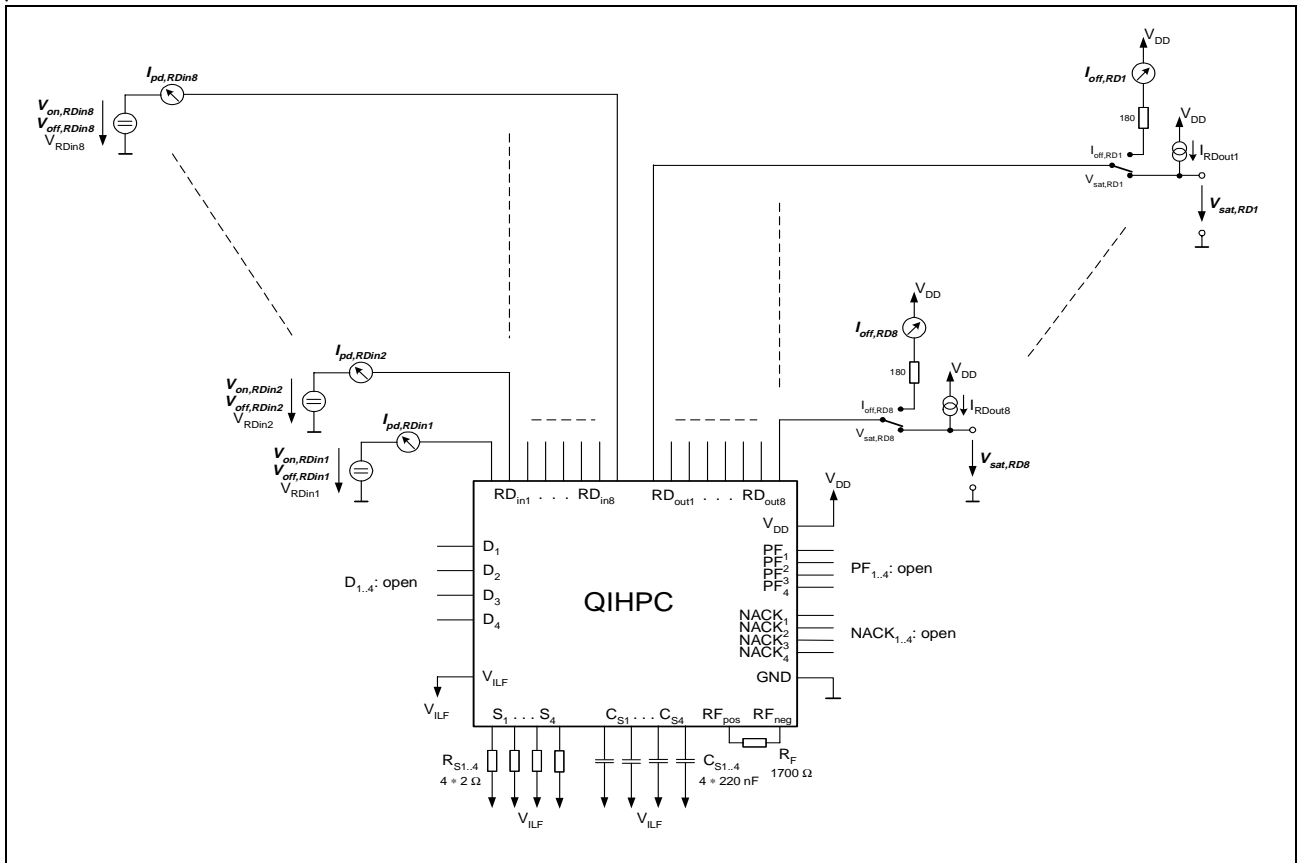 V_DD
I_off,RD1
180
V_DD
I_off,RD1
I_RDout1
V_sat,RD1
V_sat,RD1
I_pd,RDin8
V_on,RDin8
V_off,RDin8
V_RDin8
V_DD
I_off,RD8
180
V_DD
I_off,RD8
I_RDout8
V_sat,RD8
V_sat,RD8
I_pd,RDin2
V_on,RDin2
V_off,RDin2
V_RDin2
I_pd,RDin1
V_on,RDin1
V_off,RDin1
V_RDin1
RD_in1 . . . RD_in8 RD_out1 . . . RD_out8
V_DD
V_DD
D_1
D_2
D_3
D_4
D_1..4: open
QIHPC
PF_1
PF_2
PF_3
PF_4
PF_1..4: open
NACK_1
NACK_2
NACK_3
NACK_4
NACK_1..4: open
V_ILF
GND
V_ILF
S_1 . . . S_4 C_S1 . . . C_S4 RF_pos RF_neg
R_S1..4
4 * 2 Ω
C_S1..4
4 * 220 nF
R_F
1700 Ω
V_ILF
V_ILF